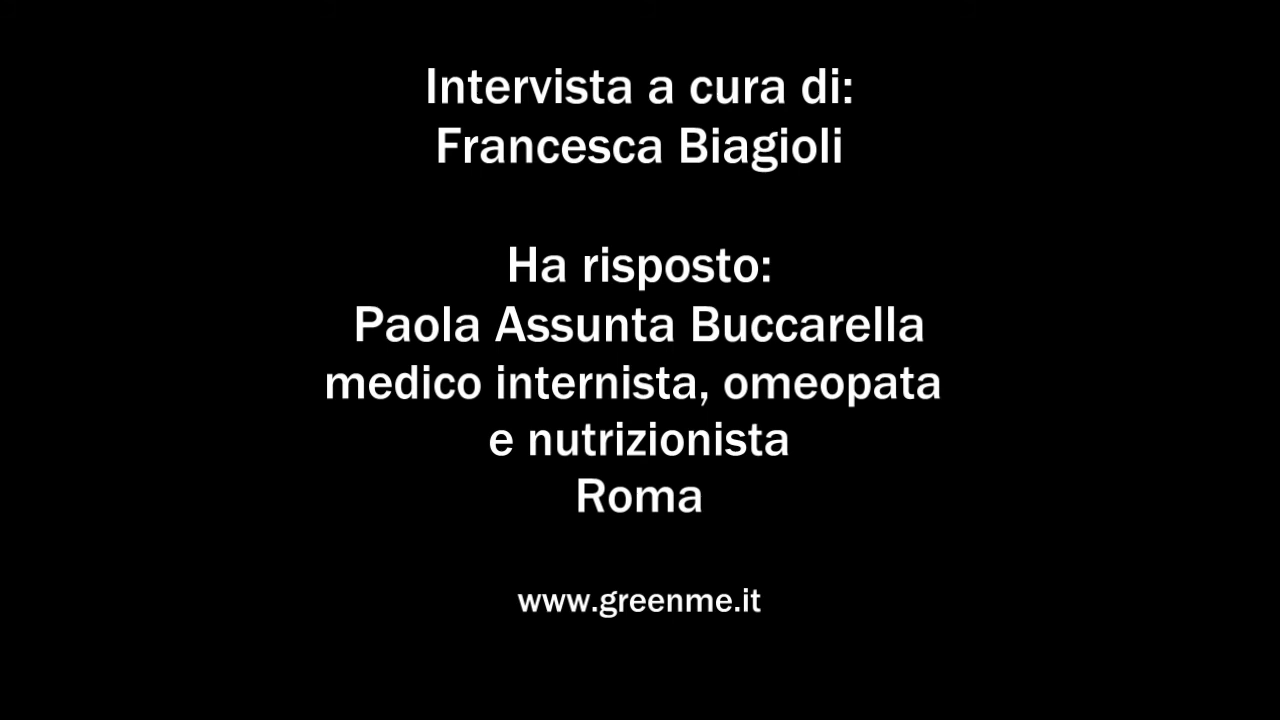 Intervista a cura di:
Francesca Biagioli
Ha risposto:
Paola Assunta Buccarella
medico internista, omeopata
e nutrizionista
Roma
www.greenme.it